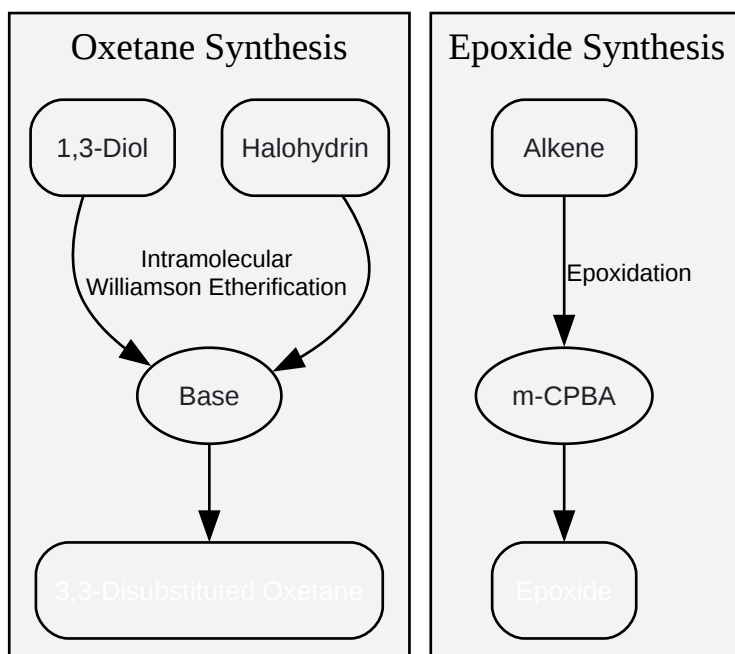 Oxetane Synthesis
1,3-Diol
Halohydrin
Intramolecular
Williamson Etherification
Base
3,3-Disubstituted Oxetane
Epoxide Synthesis
Alkene
Epoxidation
m-CPBA
Epoxide